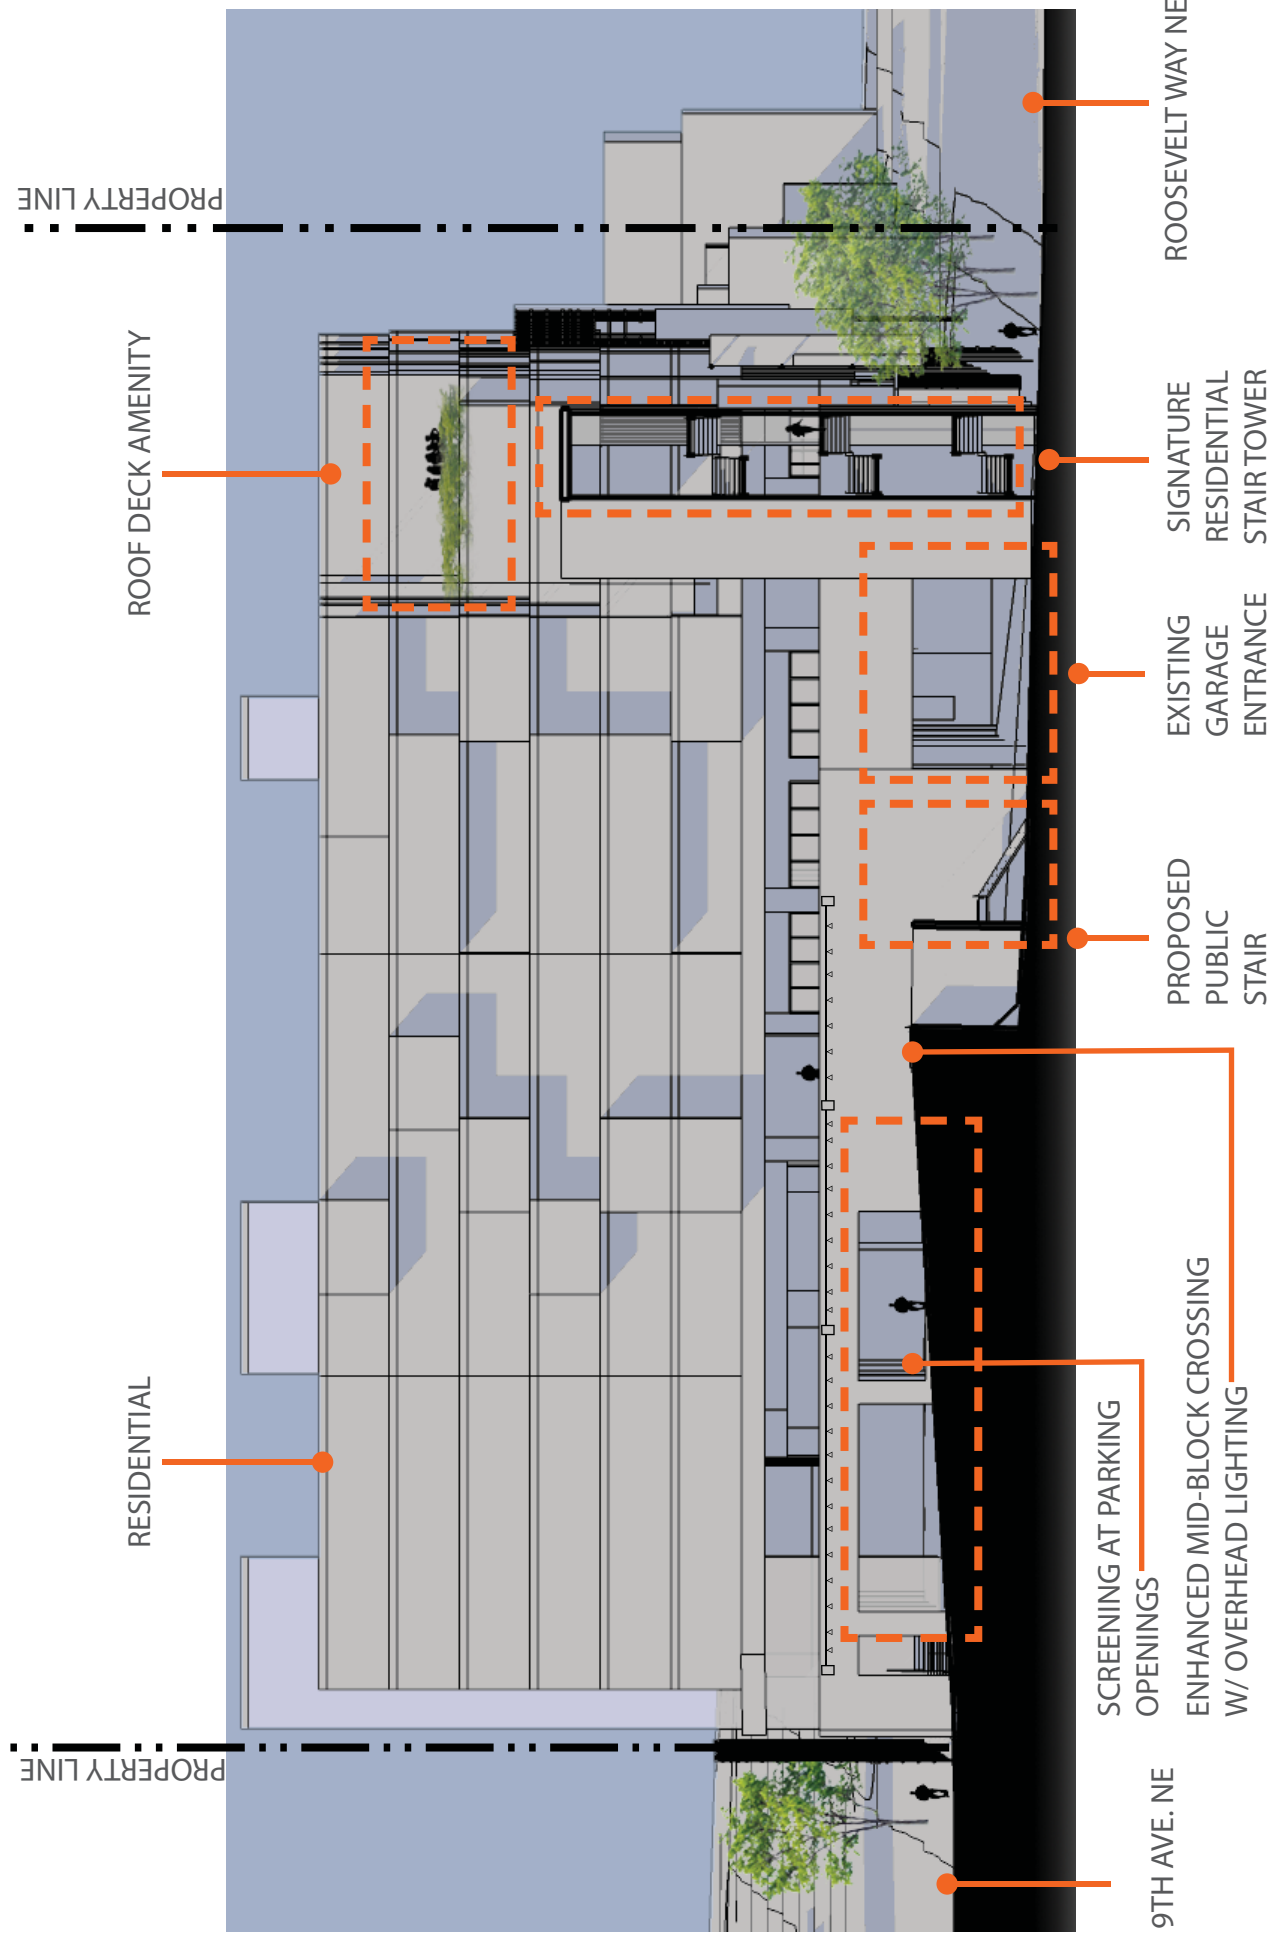 PROPERTY LINE
RESIDENTIAL
ROOF DECK AMENITY
PROPERTY LINE
9TH AVE. NE
SCREENING AT PARKING
OPENINGS
ENHANCED MID-BLOCK CROSSING
W/ OVERHEAD LIGHTING
PROPOSED
PUBLIC
STAIR
EXISTING
GARAGE
ENTRANCE
SIGNATURE
RESIDENTIAL
STAIR TOWER
ROOSEVELT WAY NE